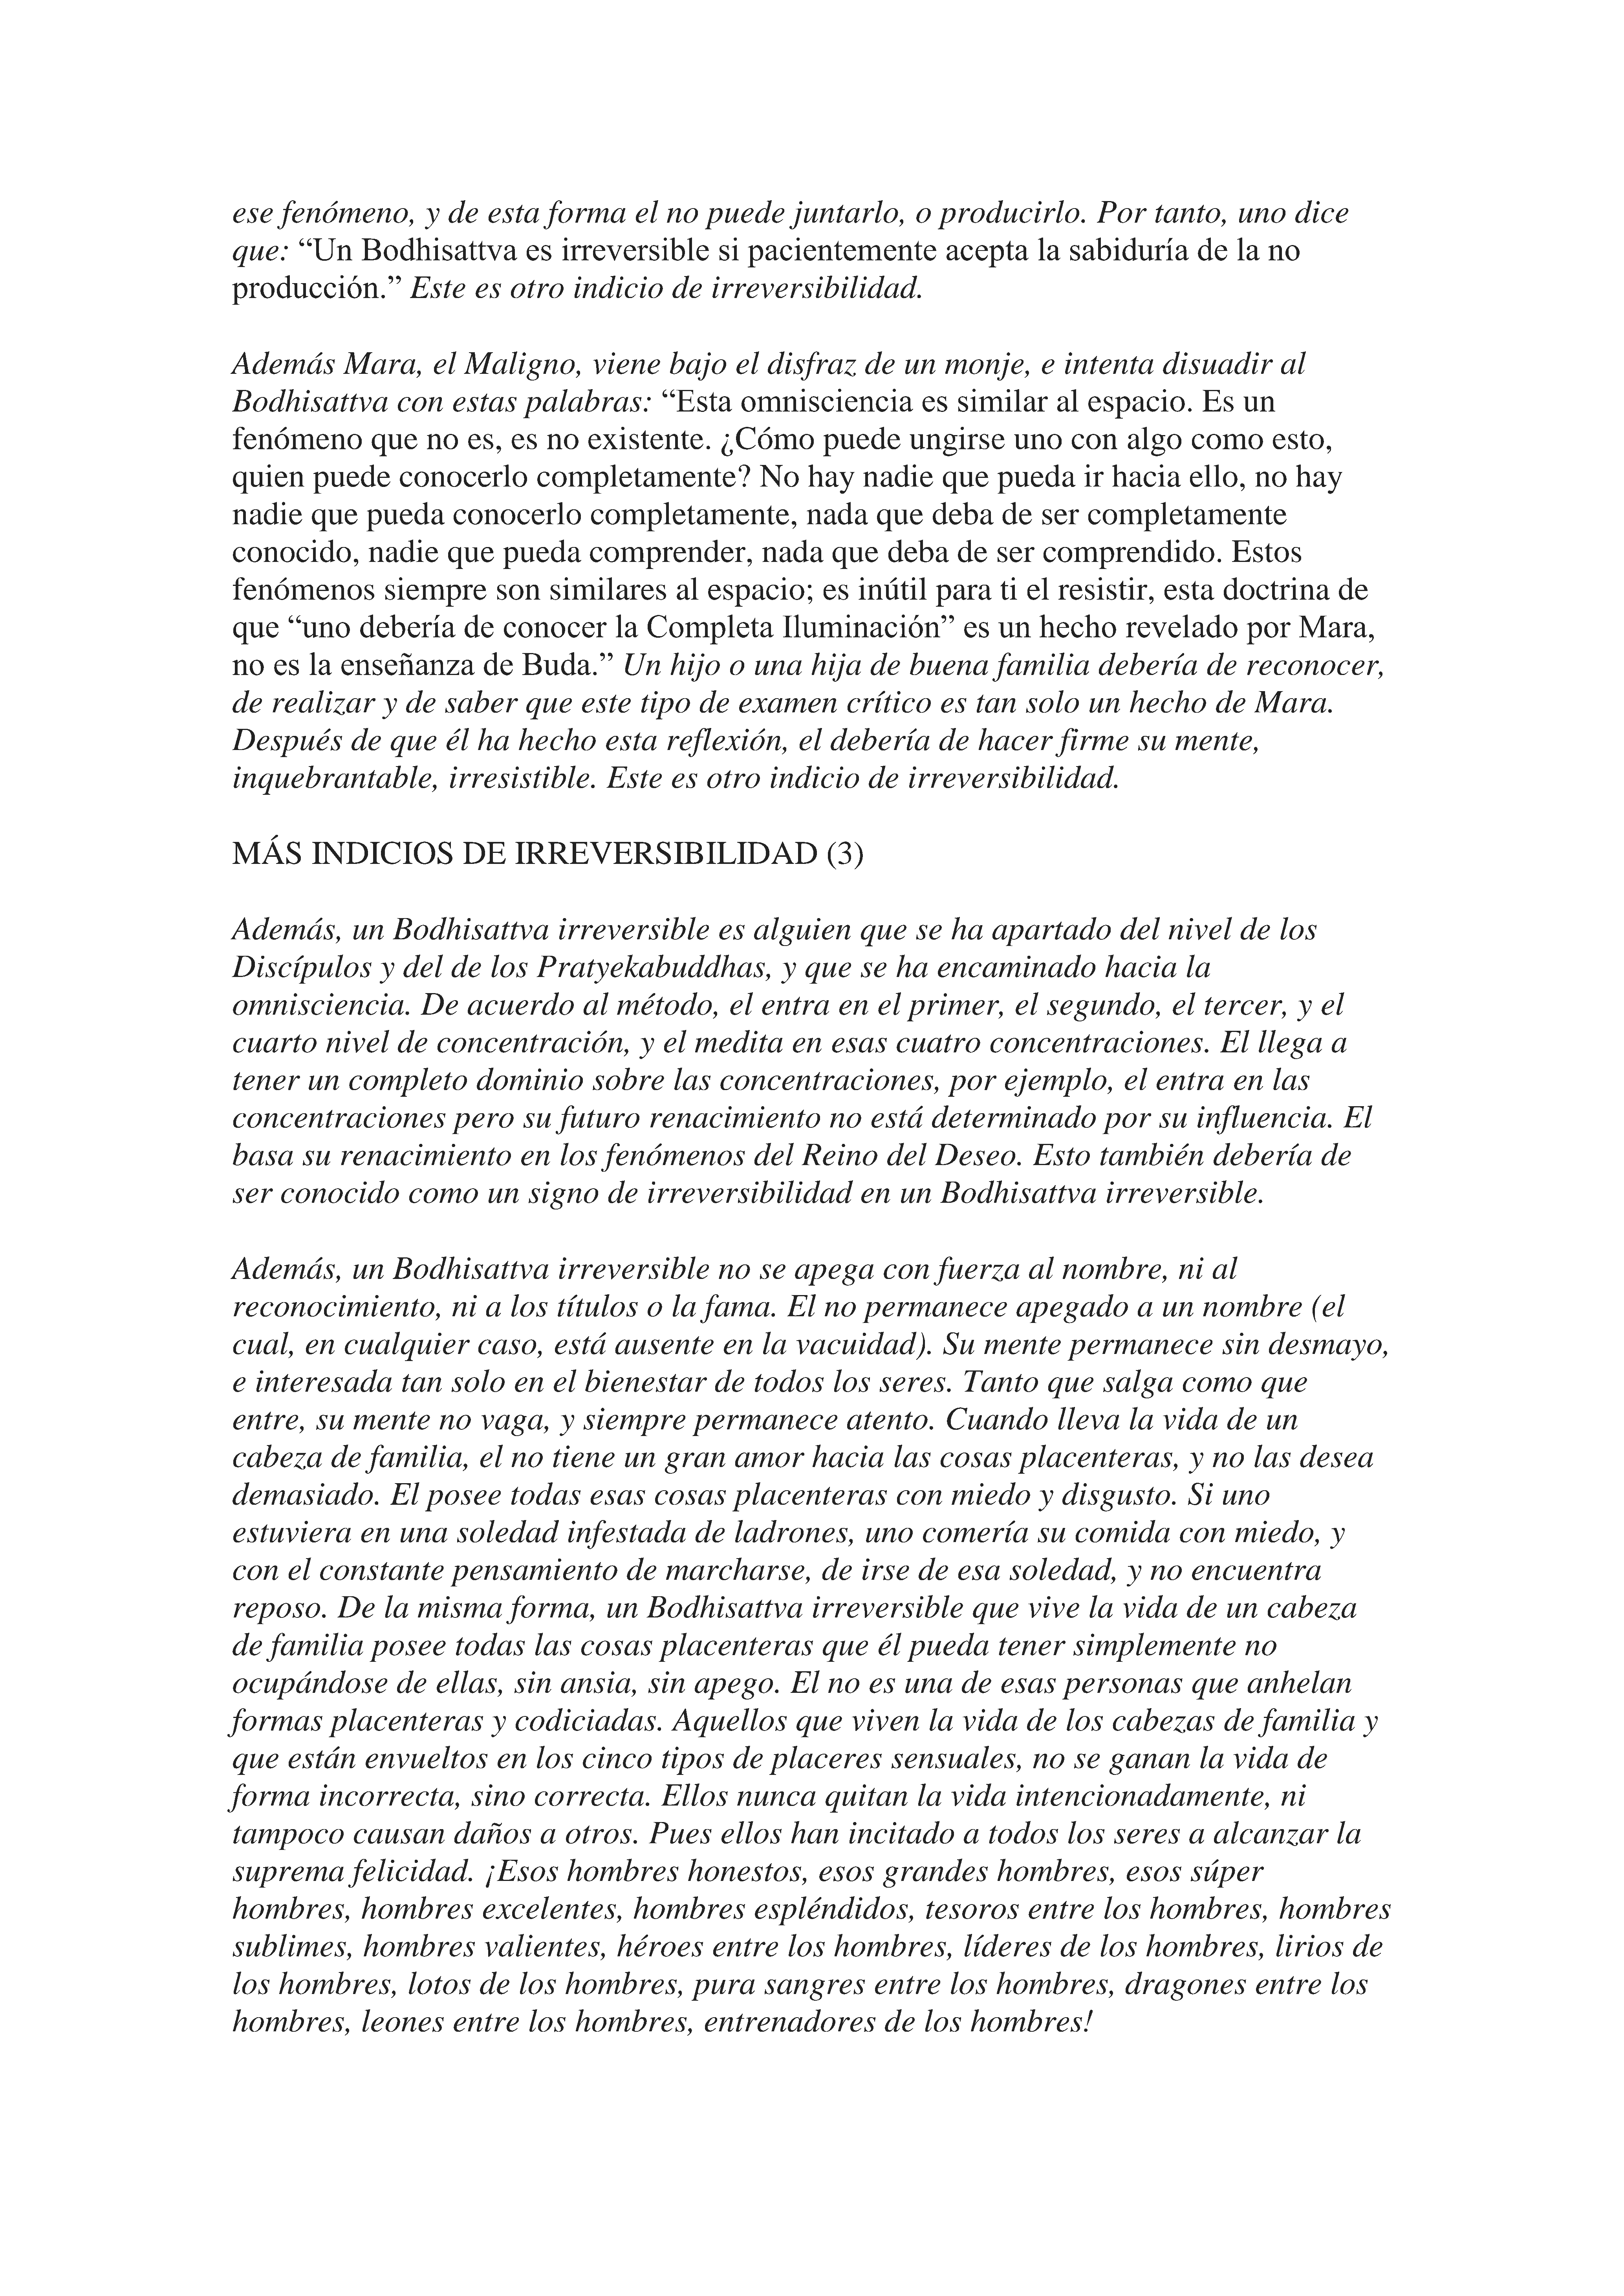 ese fenómeno, y de esta forma el no puede juntarlo, o producirlo. Por tanto, uno dice
que: “Un Bodhisattva es irreversible si pacientemente acepta la sabiduría de la no
producción.” Este es otro indicio de irreversibilidad.
Además Mara, el Maligno, viene bajo el disfraz de un monje, e intenta disuadir al
Bodhisattva con estas palabras: “Esta omnisciencia es similar al espacio. Es un
fenómeno que no es, es no existente. ¿Cómo puede ungirse uno con algo como esto,
quien puede conocerlo completamente? No hay nadie que pueda ir hacia ello, no hay
nadie que pueda conocerlo completamente, nada que deba de ser completamente
conocido, nadie que pueda comprender, nada que deba de ser comprendido. Estos
fenómenos siempre son similares al espacio; es inútil para ti el resistir, esta doctrina de
que “uno debería de conocer la Completa Iluminación” es un hecho revelado por Mara,
no es la enseñanza de Buda.” Un hijo o una hija de buena familia debería de reconocer,
de realizar y de saber que este tipo de examen crítico es tan solo un hecho de Mara.
Después de que él ha hecho esta reflexión, el debería de hacer firme su mente,
inquebrantable, irresistible. Este es otro indicio de irreversibilidad.
MÁS INDICIOS DE IRREVERSIBILIDAD (3)
Además, un Bodhisattva irreversible es alguien que se ha apartado del nivel de los
Discípulos y del de los Pratyekabuddhas, y que se ha encaminado hacia la
omnisciencia. De acuerdo al método, el entra en el primer, el segundo, el tercer, y el
cuarto nivel de concentración, y el medita en esas cuatro concentraciones. El llega a
tener un completo dominio sobre las concentraciones, por ejemplo, el entra en las
concentraciones pero su futuro renacimiento no está determinado por su influencia. El
basa su renacimiento en los fenómenos del Reino del Deseo. Esto también debería de
ser conocido como un signo de irreversibilidad en un Bodhisattva irreversible.
Además, un Bodhisattva irreversible no se apega con fuerza al nombre, ni al
reconocimiento, ni a los títulos o la fama. El no permanece apegado a un nombre (el
cual, en cualquier caso, está ausente en la vacuidad). Su mente permanece sin desmayo,
e interesada tan solo en el bienestar de todos los seres. Tanto que salga como que
entre, su mente no vaga, y siempre permanece atento. Cuando lleva la vida de un
cabeza de familia, el no tiene un gran amor hacia las cosas placenteras, y no las desea
demasiado. El posee todas esas cosas placenteras con miedo y disgusto. Si uno
estuviera en una soledad infestada de ladrones, uno comería su comida con miedo, y
con el constante pensamiento de marcharse, de irse de esa soledad, y no encuentra
reposo. De la misma forma, un Bodhisattva irreversible que vive la vida de un cabeza
de familia posee todas las cosas placenteras que él pueda tener simplemente no
ocupándose de ellas, sin ansia, sin apego. El no es una de esas personas que anhelan
formas placenteras y codiciadas. Aquellos que viven la vida de los cabezas de familia y
que están envueltos en los cinco tipos de placeres sensuales, no se ganan la vida de
forma incorrecta, sino correcta. Ellos nunca quitan la vida intencionadamente, ni
tampoco causan daños a otros. Pues ellos han incitado a todos los seres a alcanzar la
suprema felicidad. ¡Esos hombres honestos, esos grandes hombres, esos súper
hombres, hombres excelentes, hombres espléndidos, tesoros entre los hombres, hombres
sublimes, hombres valientes, héroes entre los hombres, líderes de los hombres, lirios de
los hombres, lotos de los hombres, pura sangres entre los hombres, dragones entre los
hombres, leones entre los hombres, entrenadores de los hombres!